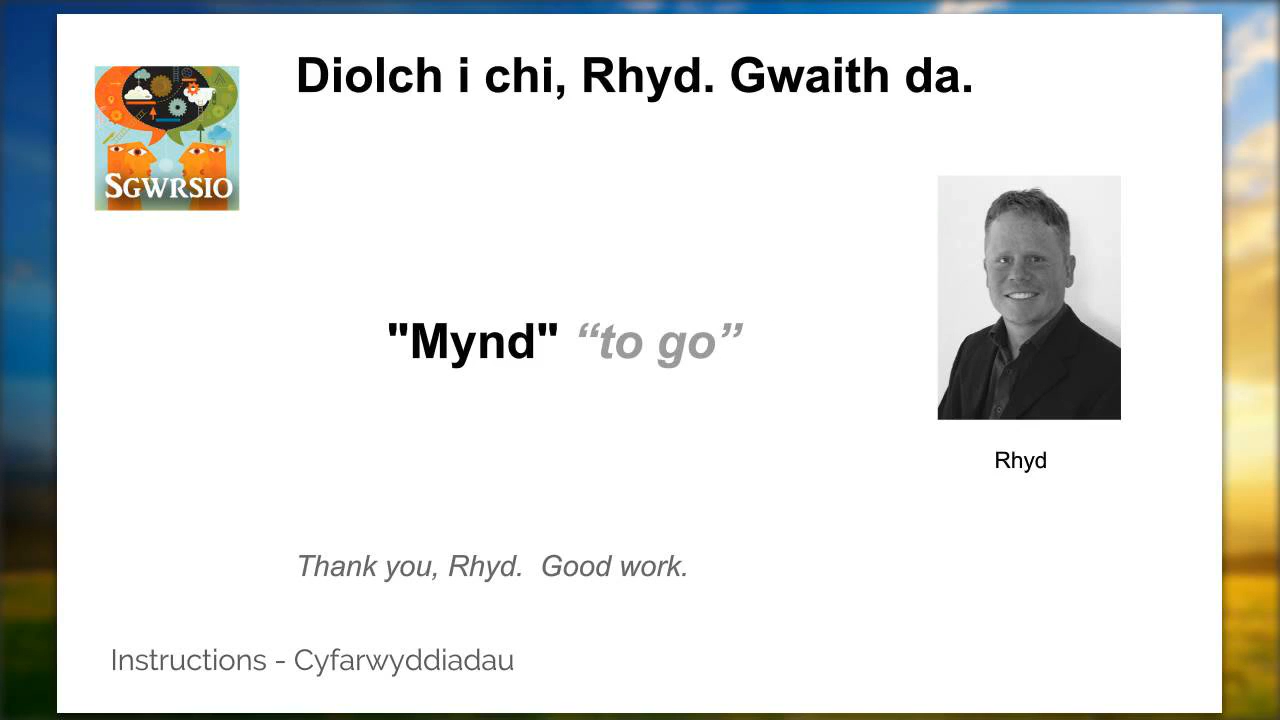 Diolch i chi, Rhyd. Gwaith da.
SGWRSIO
"Mynd" “to go”
Rhyd
Thank you, Rhyd. Good work.
Instructions - Cyfarwyddiadau